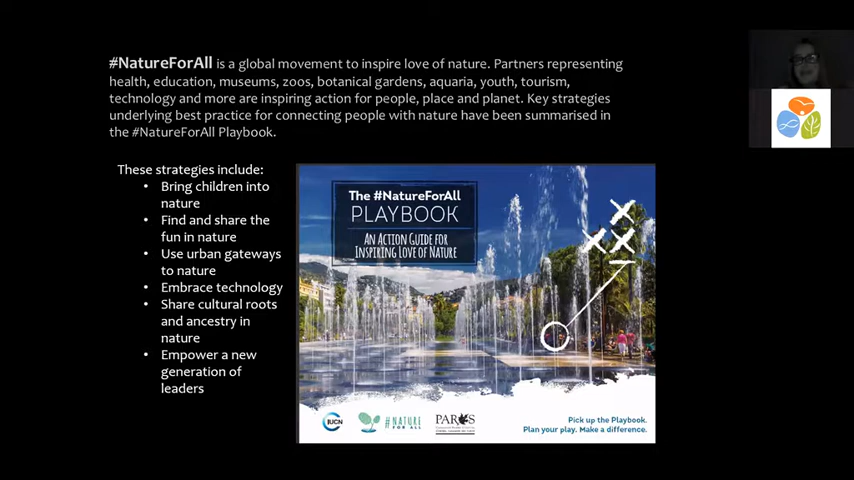 #NatureForAll is a global movement to inspire love of nature. Partners representing
health, education, museums, zoos, botanical gardens, aquaria, youth, tourism,
technology and more are inspiring action for people, place and planet. Key strategies
underlying best practice for connecting people with nature have been summarised in
the #NatureForAll Playbook.
These strategies include:
• Bring children into
nature
• Find and share the
fun in nature
• Use urban gateways
to nature
• Embrace technology
• Share cultural roots
and ancestry in
nature
• Empower a new
generation of
leaders
The #NatureForAll
PLAYBOOK
AN ACTION GUIDE FOR
INSPIRING LOVE OF NATURE
IUCN
#NATURE
FOR ALL
Pick up the Playbook.
Plan your play. Make a difference.